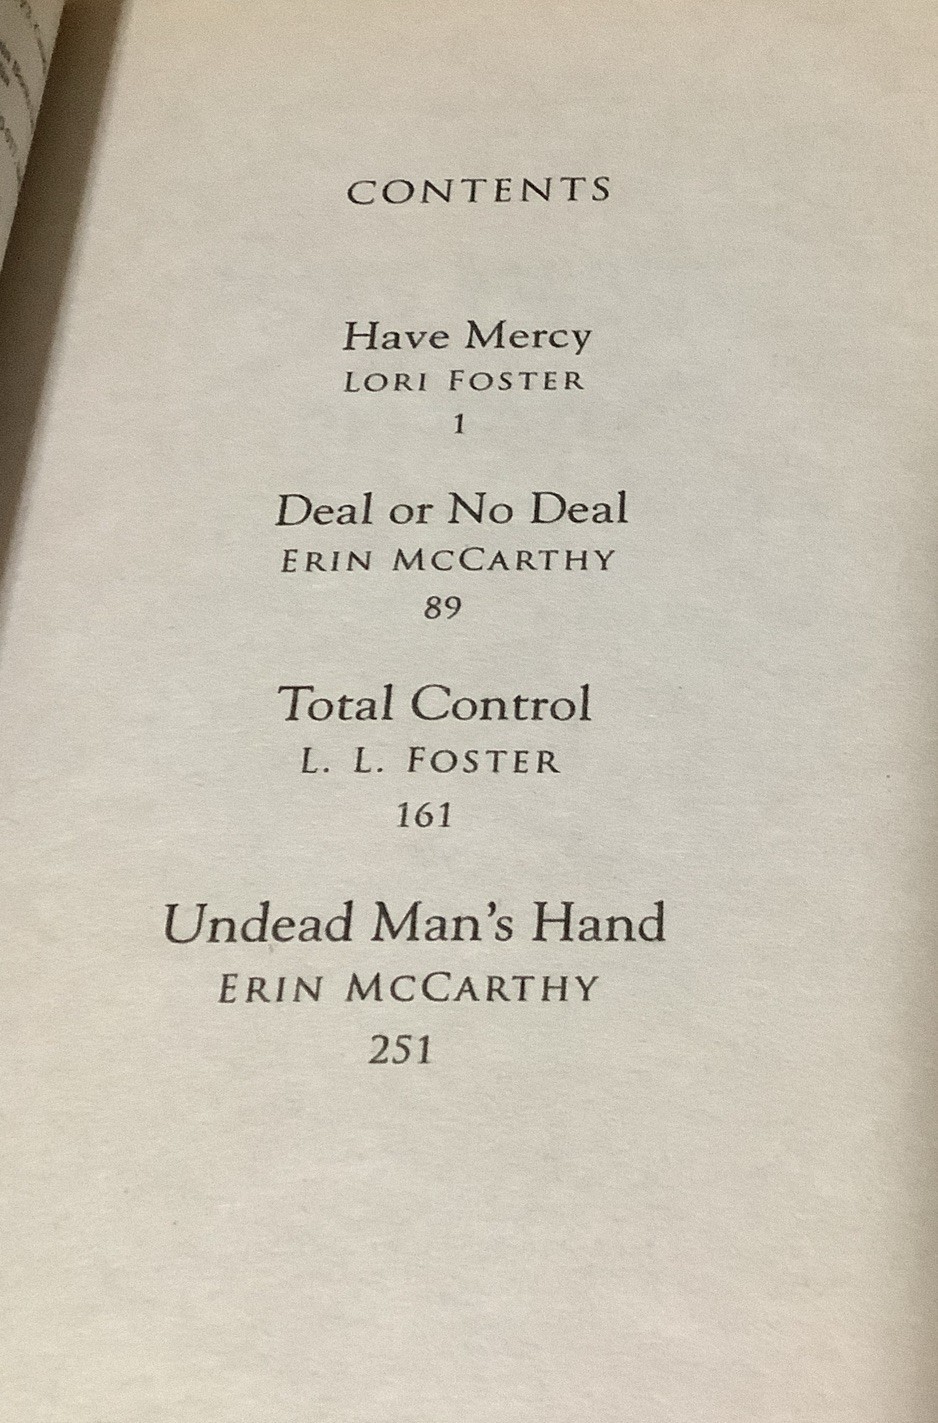 CONTENTS
Have Mercy
LORI FOSTER
1
Deal or No Deal
ERIN MCCARTHY
89
Total Control
L. L. FOSTER
161
Undead Man's Hand
ERIN MCCARTHY
251